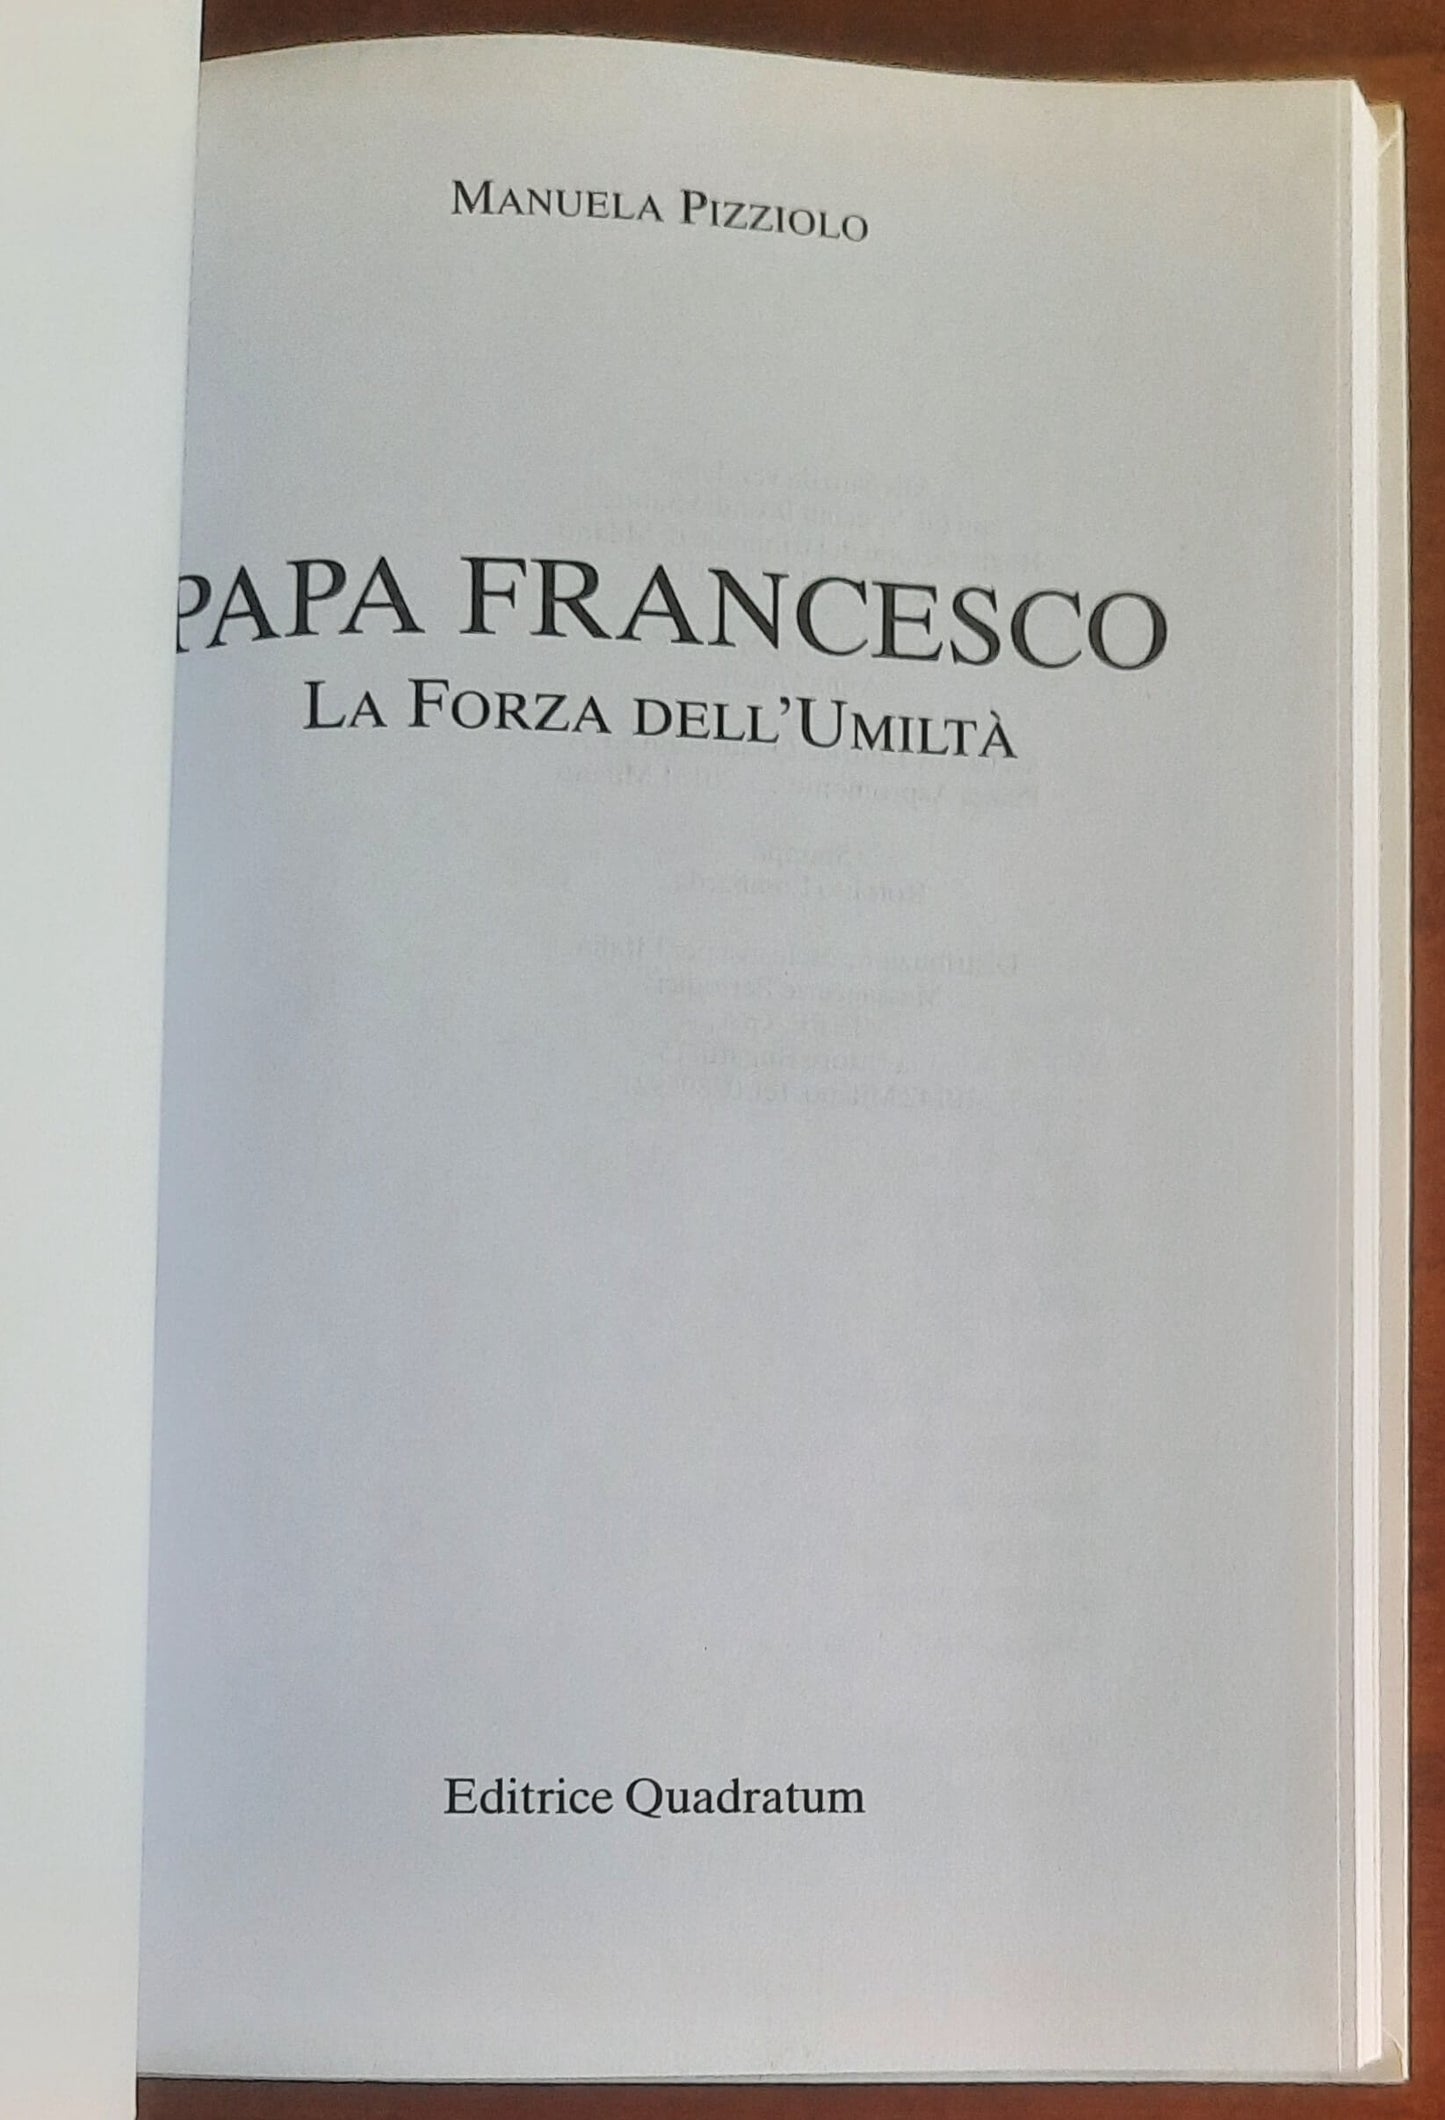 MANUELA PIZZIOLO
PAPA FRANCESCO
LA FORZA DELL'UMILTÀ
Editrice Quadratum